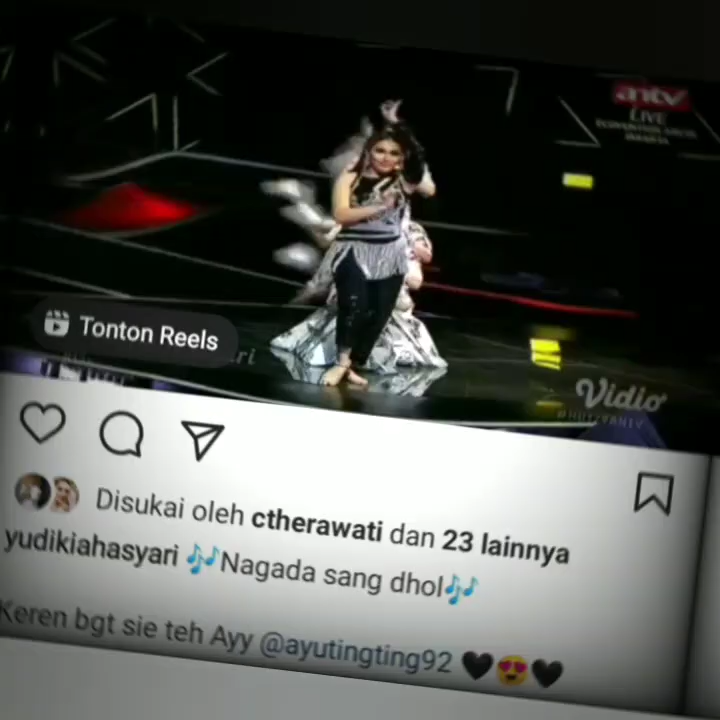 antv
LIVE
Tonton Reels
Vidio
Disukai oleh ctherawati dan 23 lainnya
yudikiahasyari 🎶Nagada sang dhol🎶
Keren bgt sie teh Ayy @ayutingting92 🖤😍🖤